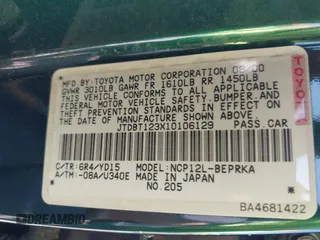 MFD BY: TOYOTA MOTOR CORPORATION 08/00
GVWR 3010LB GAWR FR 1610LB RR 1450LB
THIS VEHICLE CONFORMS TO ALL APPLICABLE
FEDERAL MOTOR VEHICLE SAFETY, BUMPER, AND
THEFT PREVENTION STANDARDS IN EFFECT ON
THE DATE OF MANUFACTURE SHOWN ABOVE.
JTDBT123X10106129 PASS.CAR
C/TR:6R4/YD15 MODEL:NCP12L-BEPRKA
A/TM:-08A/U340E MADE IN JAPAN
NO.205
BA4681422
TOYOTA